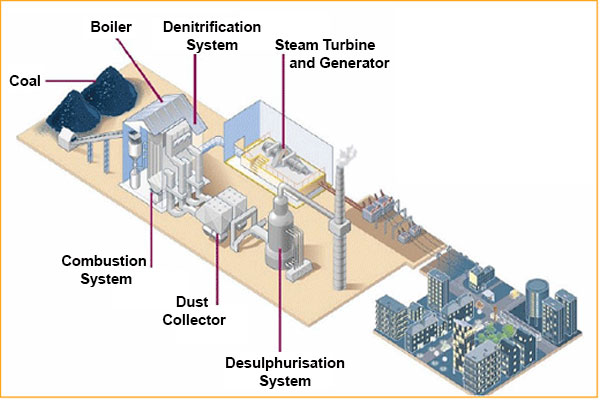 Boiler
Denitrification
System
Steam Turbine
and Generator
Coal
Combustion
System
Dust
Collector
Desulphurisation
System